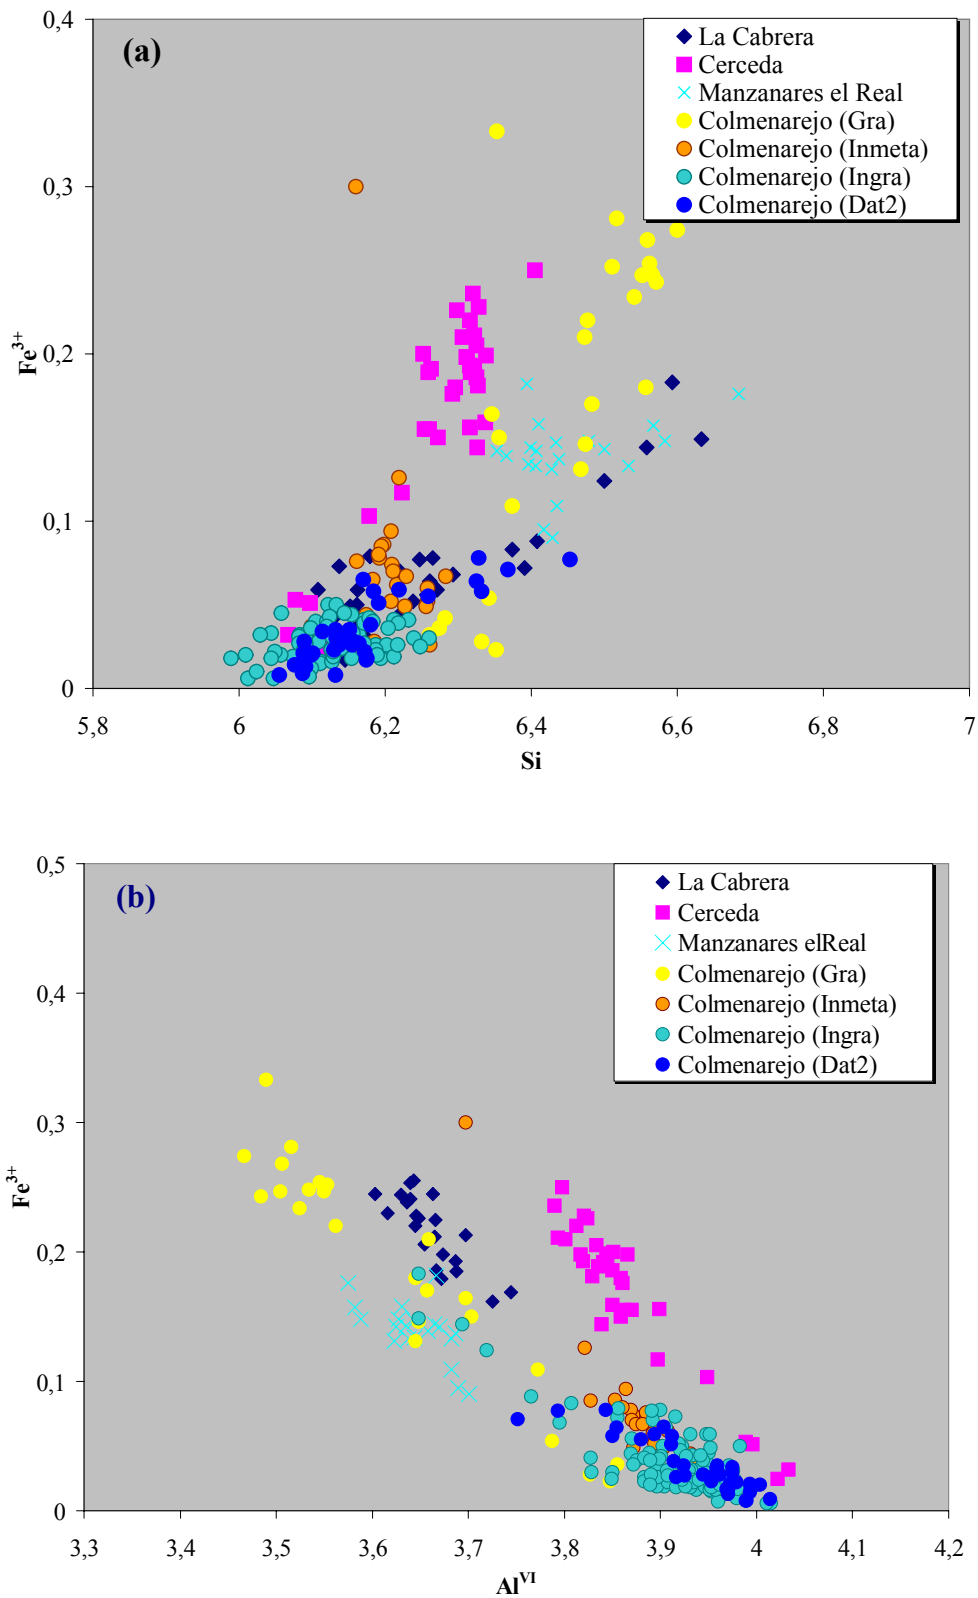 0,4
(a)
La Cabrera
Cerceda
Manzanares el Real
Colmenarejo (Gra)
Colmenarejo (Inmeta)
Colmenarejo (Ingra)
Colmenarejo (Dat2)
0,3
Fe3+
0,2
0,1
0
5,8 6 6,2 6,4 6,6 6,8 7
Si
0,5
(b)
La Cabrera
Cerceda
Manzanares elReal
Colmenarejo (Gra)
Colmenarejo (Inmeta)
Colmenarejo (Ingra)
Colmenarejo (Dat2)
0,4
0,3
Fe3+
0,2
0,1
0
3,3 3,4 3,5 3,6 3,7 3,8 3,9 4 4,1 4,2
AlVI